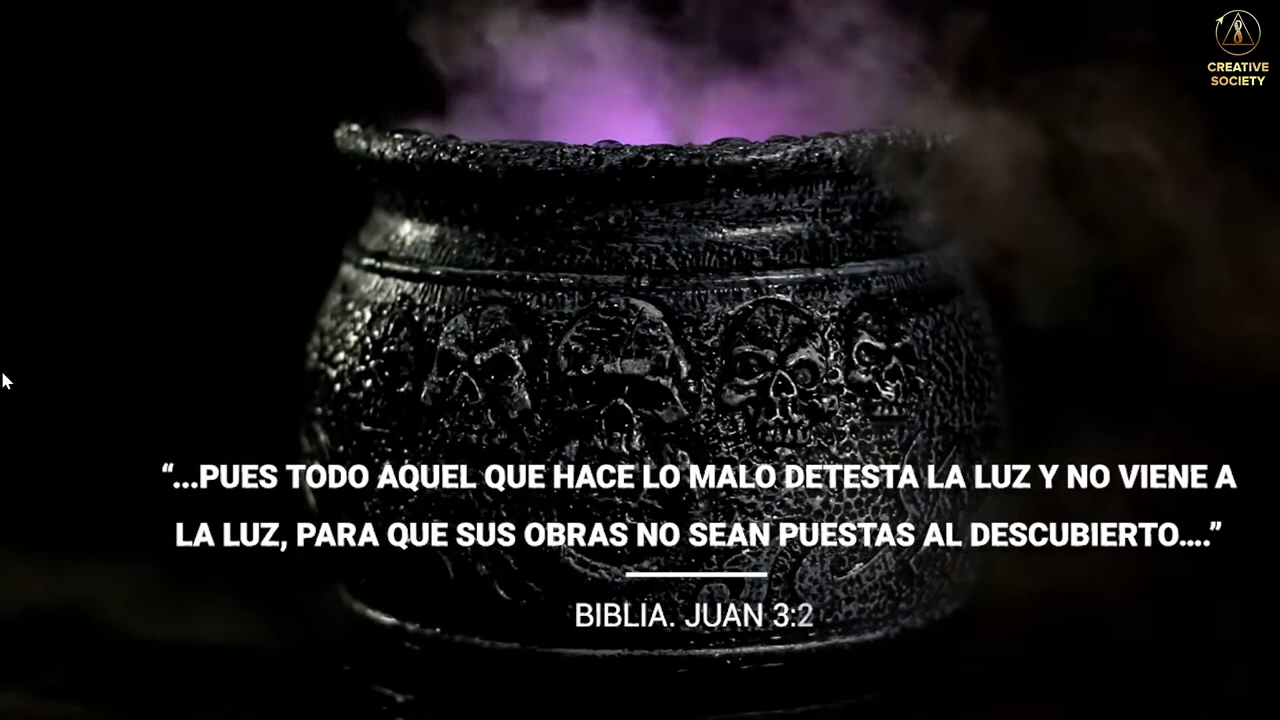 CREATIVE
SOCIETY
“...PUES TODO AQUEL QUE HACE LO MALO DETESTA LA LUZ Y NO VIENE A
LA LUZ, PARA QUE SUS OBRAS NO SEAN PUESTAS AL DESCUBIERTO....”
BIBLIA. JUAN 3:2